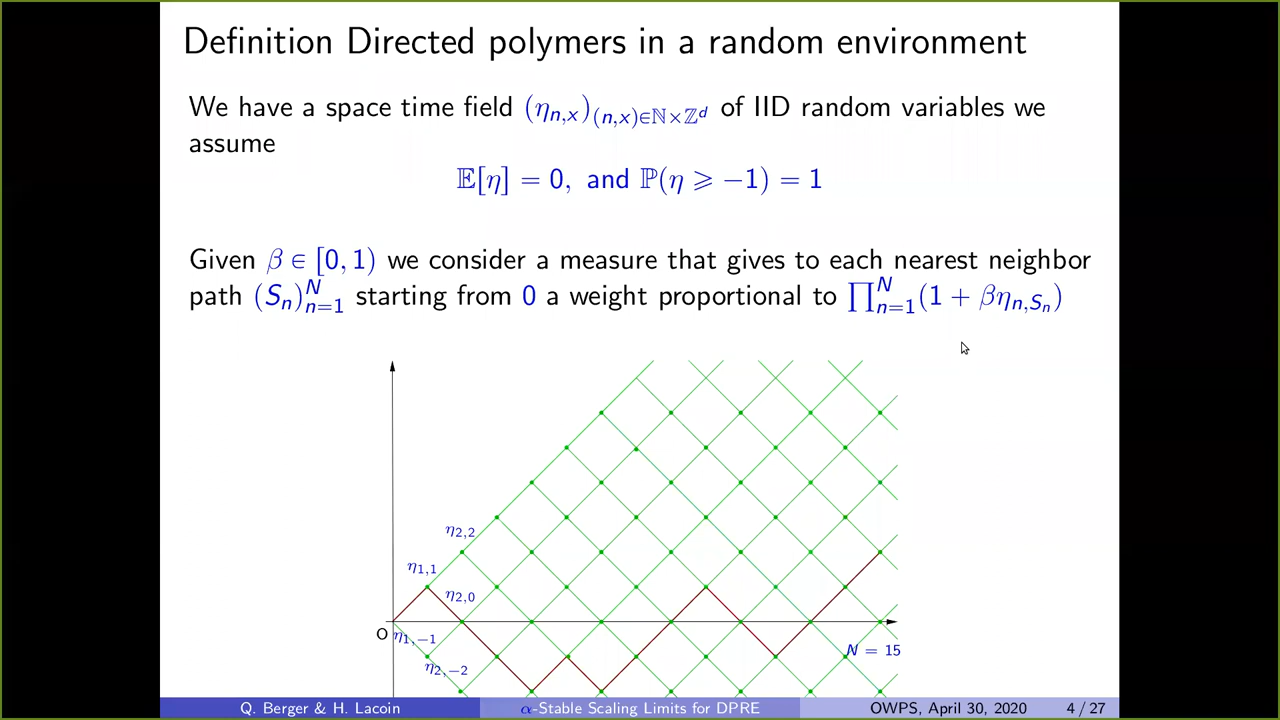 Definition Directed polymers in a random environment
We have a space time field (η_{n,x})_{(n,x)∈ℕ×ℤ^d} of IID random variables we
assume
𝔼[η] = 0, and ℙ(η ⩾ −1) = 1
Given β ∈ [0, 1) we consider a measure that gives to each nearest neighbor
path (S_n)_{n=1}^N starting from 0 a weight proportional to ∏_{n=1}^N (1 + βη_{n,S_n})
η_{2,2}
η_{1,1}
η_{2,0}
O
η_{1,−1}
N = 15
η_{2,−2}
Q. Berger & H. Lacoin α-Stable Scaling Limits for DPRE OWPS, April 30, 2020 4 / 27